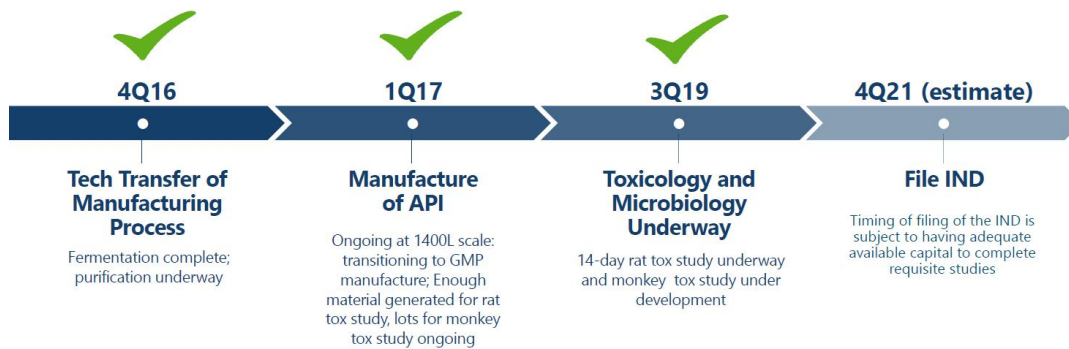 4Q16
Tech Transfer of
Manufacturing
Process
Fermentation complete;
purification underway
1Q17
Manufacture
of API
Ongoing at 1400L scale:
transitioning to GMP
manufacture; Enough
material generated for rat
tox study, lots for monkey
tox study ongoing
3Q19
Toxicology and
Microbiology
Underway
14-day rat tox study underway
and monkey tox study under
development
4Q21 (estimate)
File IND
Timing of filing of the IND is
subject to having adequate
available capital to complete
requisite studies